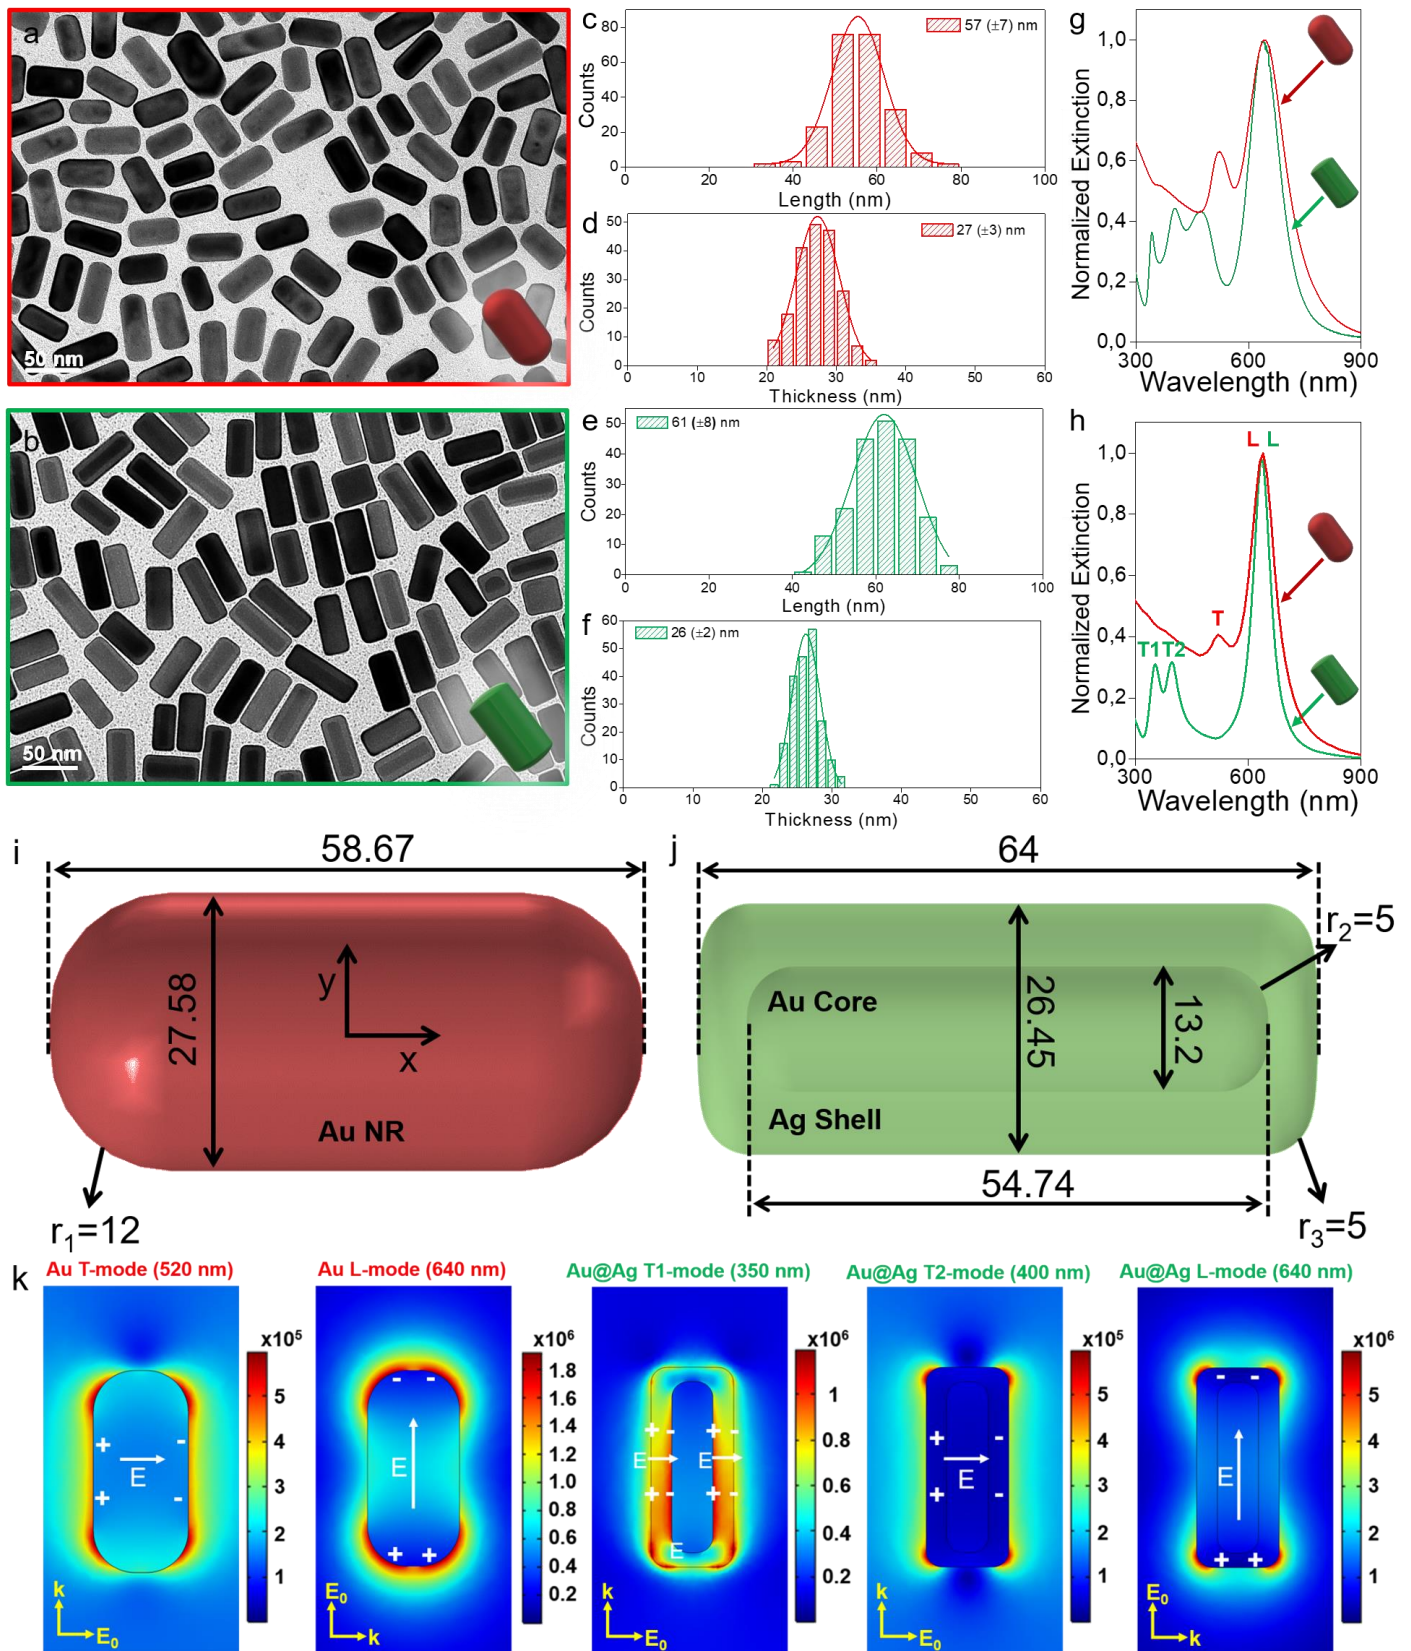 a
50 nm
b
50 nm
c
Counts
80
60
40
20
0
57 (±7) nm
0 20 40 60 80 100
Length (nm)
d
Counts
50
40
30
20
10
0
27 (±3) nm
0 10 20 30 40 50 60
Thickness (nm)
e
Counts
50
40
30
20
10
0
61 (±8) nm
0 20 40 60 80 100
Length (nm)
f
Counts
60
50
40
30
20
10
0
26 (±2) nm
0 10 20 30 40 50 60
Thickness (nm)
g
Normalized Extinction
1,0
0,8
0,6
0,4
0,2
0,0
300 600 900
Wavelength (nm)
h
Normalized Extinction
1,0
0,8
0,6
0,4
0,2
0,0
L L
T
T1 T2
300 600 900
Wavelength (nm)
i
58.67
27.58
y
x
Au NR
r1=12
j
64
r2=5
Au Core
26.45
13.2
Ag Shell
54.74
r3=5
k
Au T-mode (520 nm)
x10⁵
5
4
3
2
1
+ -
E
+ -
k
E0
Au L-mode (640 nm)
x10⁶
1.8
1.6
1.4
1.2
1.0
0.8
0.6
0.4
0.2
- -
E
+ +
E0
k
Au@Ag T1-mode (350 nm)
x10⁶
1
0.8
0.6
0.4
0.2
+ - + -
E E
+ - + -
E
k
E0
Au@Ag T2-mode (400 nm)
x10⁵
5
4
3
2
1
+ -
E
+ -
k
E0
Au@Ag L-mode (640 nm)
x10⁶
5
4
3
2
1
- -
E
+ +
E0
k